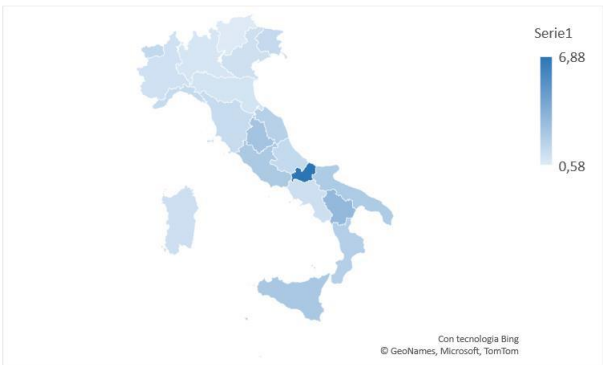 Serie1
6,88
0,58
Con tecnologia Bing
© GeoNames, Microsoft, TomTom